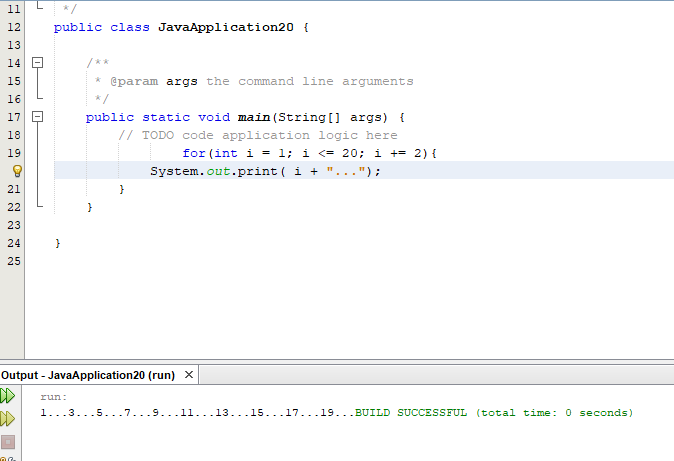 11 */
12 public class JavaApplication20 {
13
14 /**
15 * @param args the command line arguments
16 */
17 public static void main(String[] args) {
18 // TODO code application logic here
19 for(int i = 1; i <= 20; i += 2){
System.out.print( i + "...");
21 }
22 }
23
24 }
25
Output - JavaApplication20 (run) ×
run:
1...3...5...7...9...11...13...15...17...19...BUILD SUCCESSFUL (total time: 0 seconds)